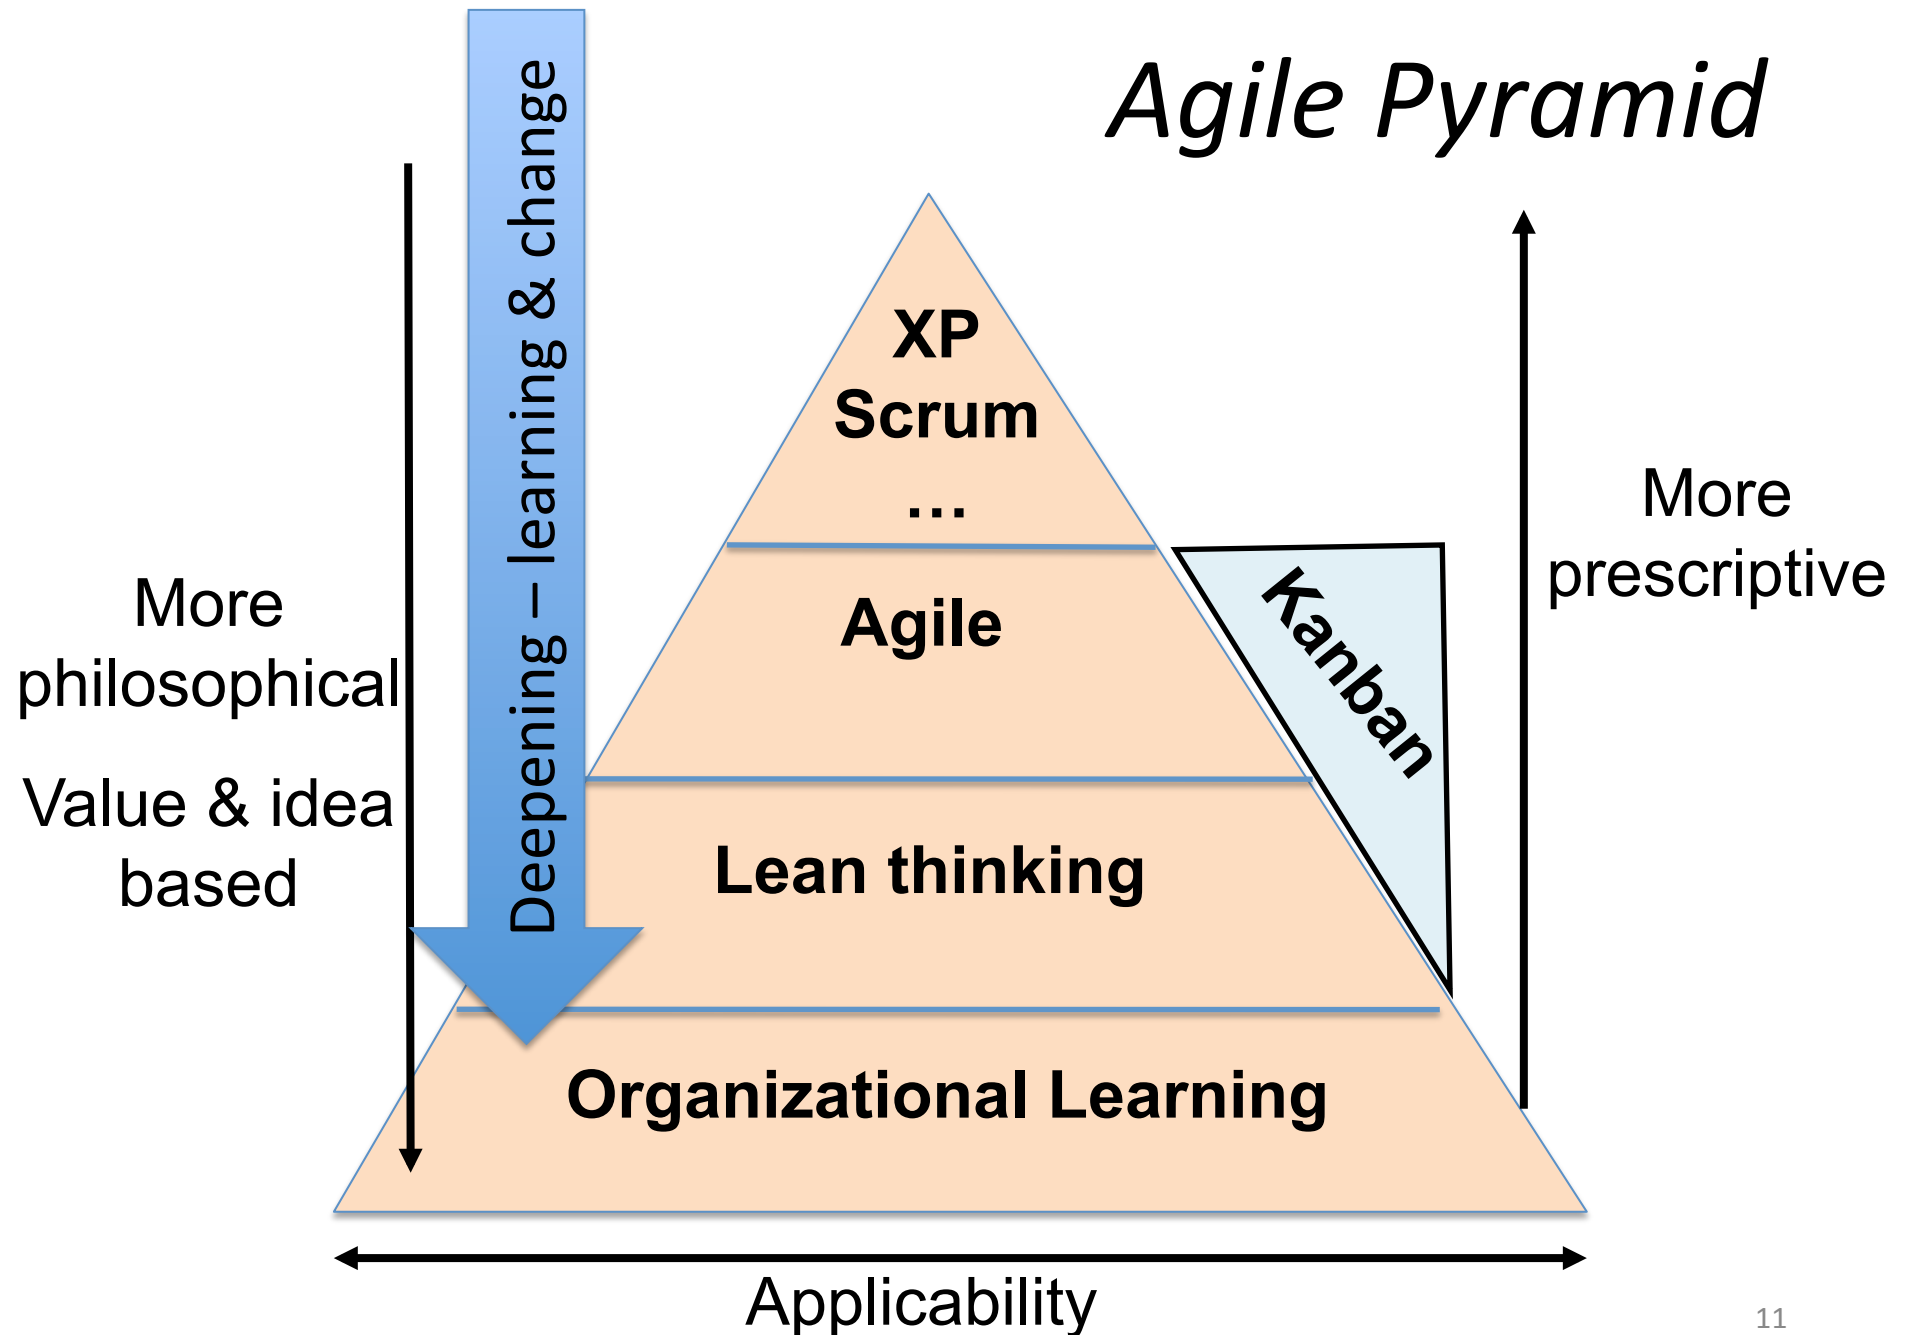 Agile Pyramid
Deepening – learning & change
XP
Scrum
...
Agile
Kanban
Lean thinking
Organizational Learning
More
philosophical
Value & idea
based
More
prescriptive
Applicability
11